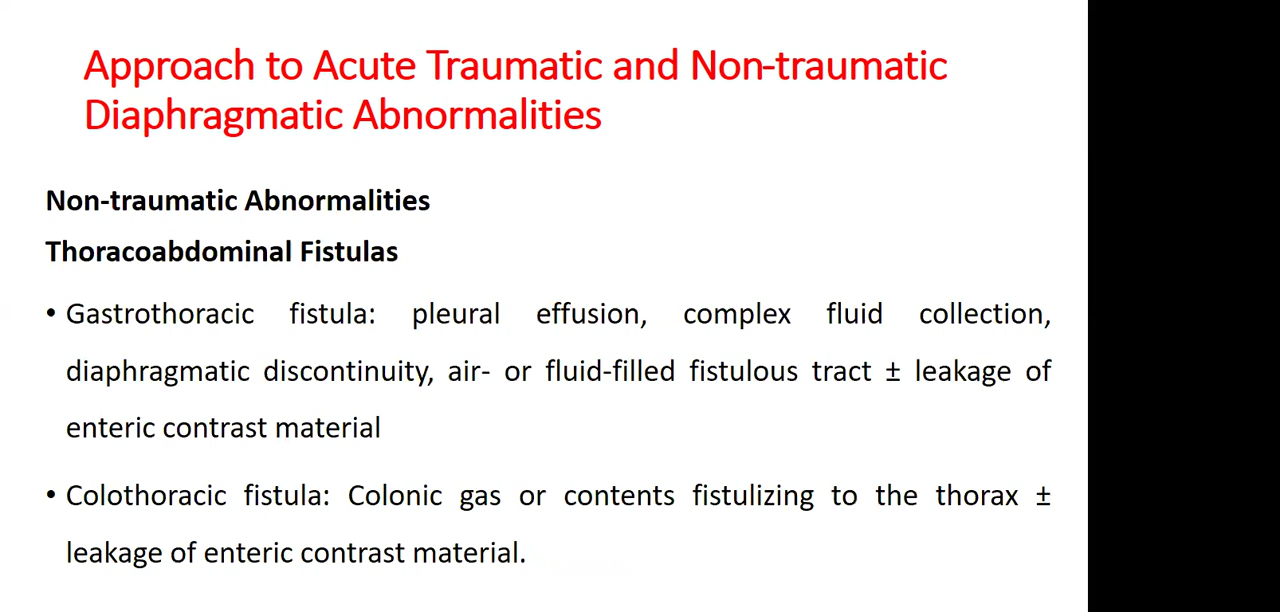 Approach to Acute Traumatic and Non-traumatic
Diaphragmatic Abnormalities
Non-traumatic Abnormalities
Thoracoabdominal Fistulas
• Gastrothoracic fistula: pleural effusion, complex fluid collection,
diaphragmatic discontinuity, air- or fluid-filled fistulous tract ± leakage of
enteric contrast material
• Colothoracic fistula: Colonic gas or contents fistulizing to the thorax ±
leakage of enteric contrast material.